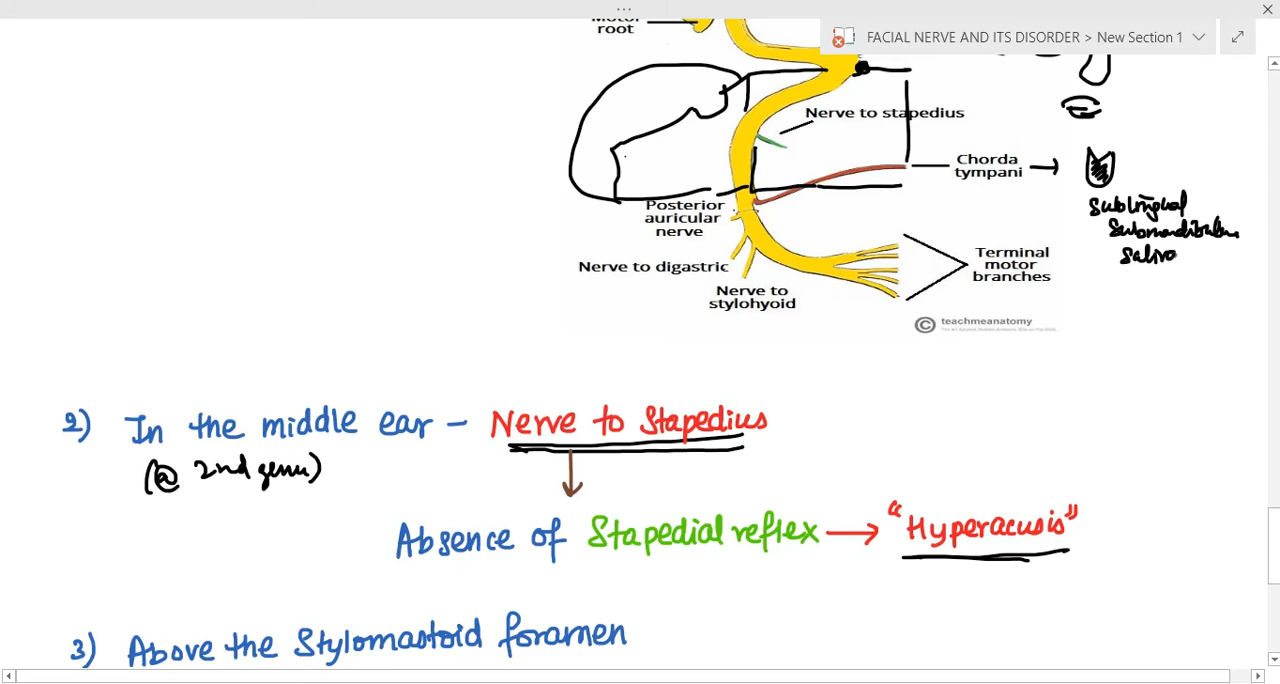 Motor
root
FACIAL NERVE AND ITS DISORDER > New Section 1
Nerve to stapedius
Chorda
tympani
Sublingual
Submandibular
Saliva
Posterior
auricular
nerve
Nerve to digastric
Nerve to
stylohyoid
Terminal
motor
branches
© teachmeanatomy
2) In the middle ear - Nerve to Stapedius
(@ 2nd genu)
Absence of Stapedial reflex → "Hyperacusis"
3) Above the Stylomastoid foramen